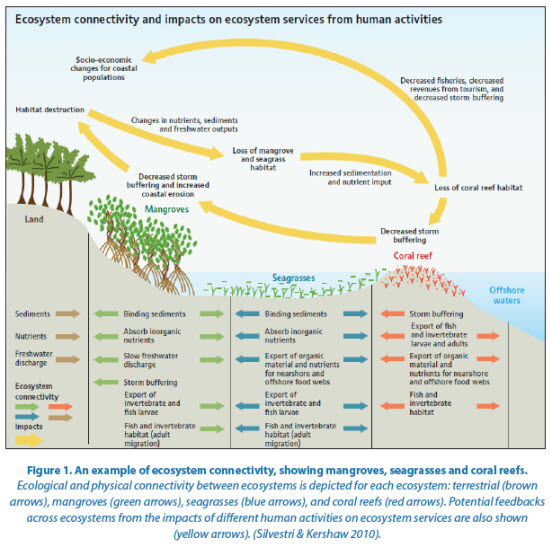 Ecosystem connectivity and impacts on ecosystem services from human activities
Socio-economic
changes for coastal
populations
Decreased fisheries, decreased
revenues from tourism, and
decreased storm buffering
Habitat destruction
Changes in nutrients, sediments
and freshwater outputs
Loss of mangrove
and seagrass
habitat
Increased sedimentation
and nutrient imput
Loss of coral reef habitat
Decreased storm
buffering and increased
coastal erosion
Mangroves
Land
Decreased storm
buffering
Coral reef
Seagrasses
Offshore
waters
Sediments
Nutrients
Freshwater
discharge
Ecosystem
connectivity
Impacts
Binding sediments
Absorb inorganic
nutrients
Slow freshwater
discharge
Storm buffering
Export of
invertebrate and
fish larvae
Fish and invertebrate
habitat (adult
migration)
Binding sediments
Absorb inorganic
nutrients
Export of organic
material and nutrients
for nearshore and
offshore food webs
Export of
invertebrate and
fish larvae
Fish and invertebrate
habitat (adult
migration)
Storm buffering
Export of fish
and invertebrate
larvae and adults
Export of organic
material and
nutrients for nearshore
and offshore food webs
Fish and
invertebrate
habitat
Figure 1. An example of ecosystem connectivity, showing mangroves, seagrasses and coral reefs.
Ecological and physical connectivity between ecosystems is depicted for each ecosystem: terrestrial (brown
arrows), mangroves (green arrows), seagrasses (blue arrows), and coral reefs (red arrows). Potential feedbacks
across ecosystems from the impacts of different human activities on ecosystem services are also shown
(yellow arrows). (Silvestri & Kershaw 2010).